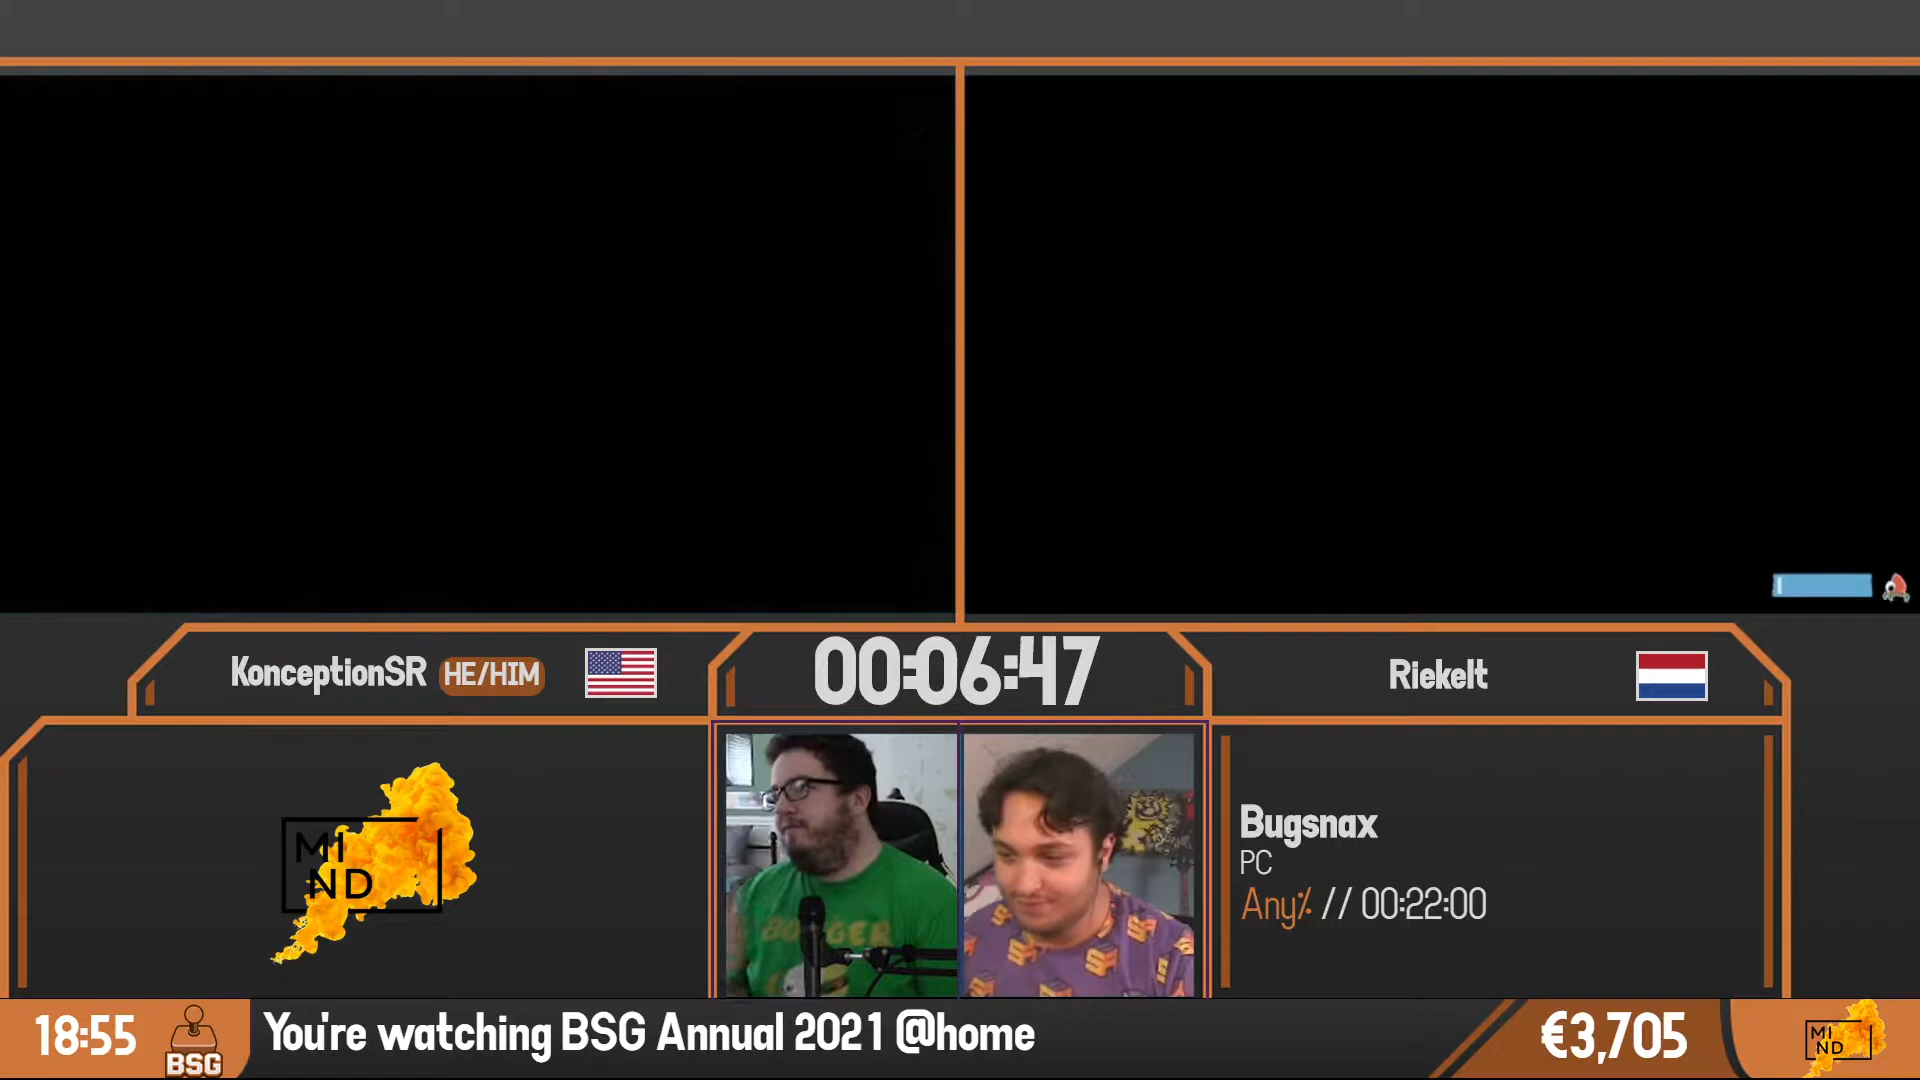 KonceptionSR HE/HIM
00:06:47
Riekelt
MI
ND
Bugsnax
PC
Any% // 00:22:00
18:55
BSG
You're watching BSG Annual 2021 @home
€3,705
MI
ND